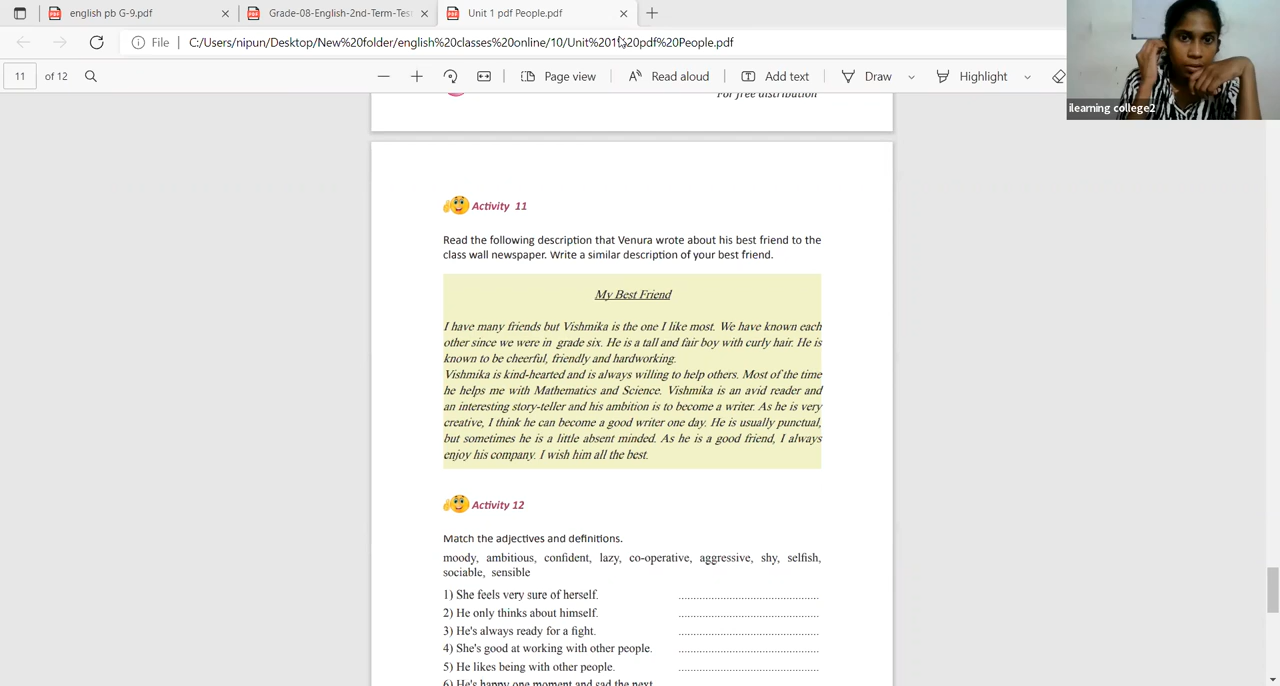 english pb G-9.pdf
Grade-08-English-2nd-Term-Test
Unit 1 pdf People.pdf
File
C:/Users/nipun/Desktop/New%20folder/english%20classes%20online/10/Unit%201%20pdf%20People.pdf
11 of 12
Page view
Read aloud
Add text
Draw
Highlight
ilearning college2
For free distribution
Activity 11
Read the following description that Venura wrote about his best friend to the
class wall newspaper. Write a similar description of your best friend.
My Best Friend
I have many friends but Vishmika is the one I like most. We have known each
other since we were in grade six. He is a tall and fair boy with curly hair. He is
known to be cheerful, friendly and hardworking.
Vishmika is kind-hearted and is always willing to help others. Most of the time
he helps me with Mathematics and Science. Vishmika is an avid reader and
an interesting story-teller and his ambition is to become a writer. As he is very
creative, I think he can become a good writer one day. He is usually punctual,
but sometimes he is a little absent minded. As he is a good friend, I always
enjoy his company. I wish him all the best.
Activity 12
Match the adjectives and definitions.
moody, ambitious, confident, lazy, co-operative, aggressive, shy, selfish,
sociable, sensible
1) She feels very sure of herself. ...............................................
2) He only thinks about himself. ...............................................
3) He's always ready for a fight. ...............................................
4) She's good at working with other people. ...............................................
5) He likes being with other people. ...............................................
6) He's happy one moment and sad the next